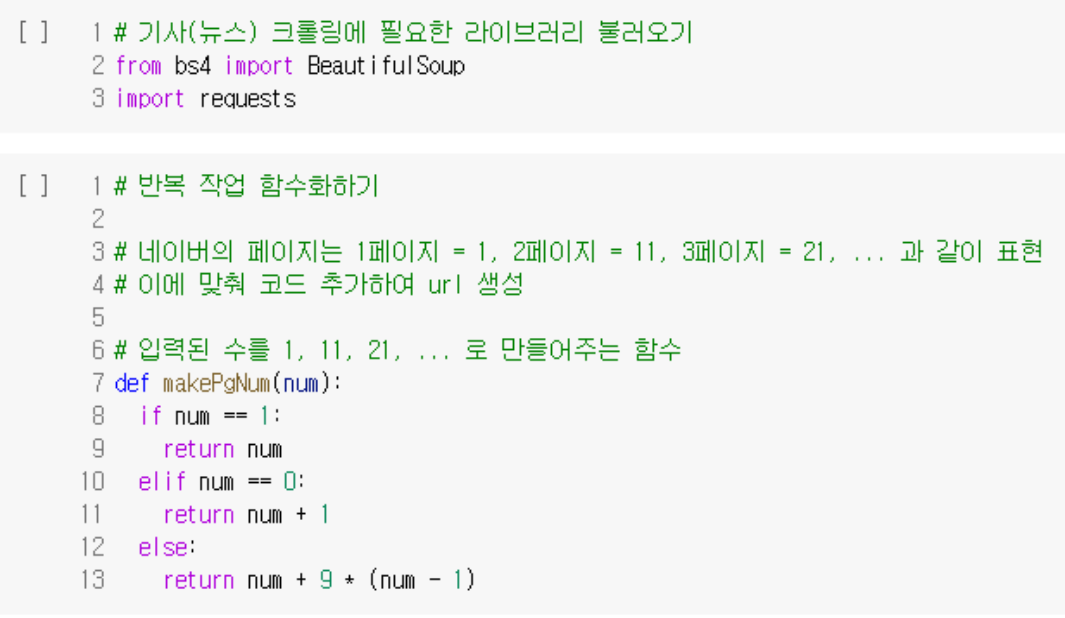 [ ] 1 # 기사(뉴스) 크롤링에 필요한 라이브러리 불러오기
2 from bs4 import BeautifulSoup
3 import requests
[ ] 1 # 반복 작업 함수화하기
2
3 # 네이버의 페이지는 1페이지 = 1, 2페이지 = 11, 3페이지 = 21, ... 과 같이 표현
4 # 이에 맞춰 코드 추가하여 url 생성
5
6 # 입력된 수를 1, 11, 21, ... 로 만들어주는 함수
7 def makePgNum(num):
8   if num == 1:
9     return num
10   elif num == 0:
11     return num + 1
12   else:
13     return num + 9 * (num - 1)